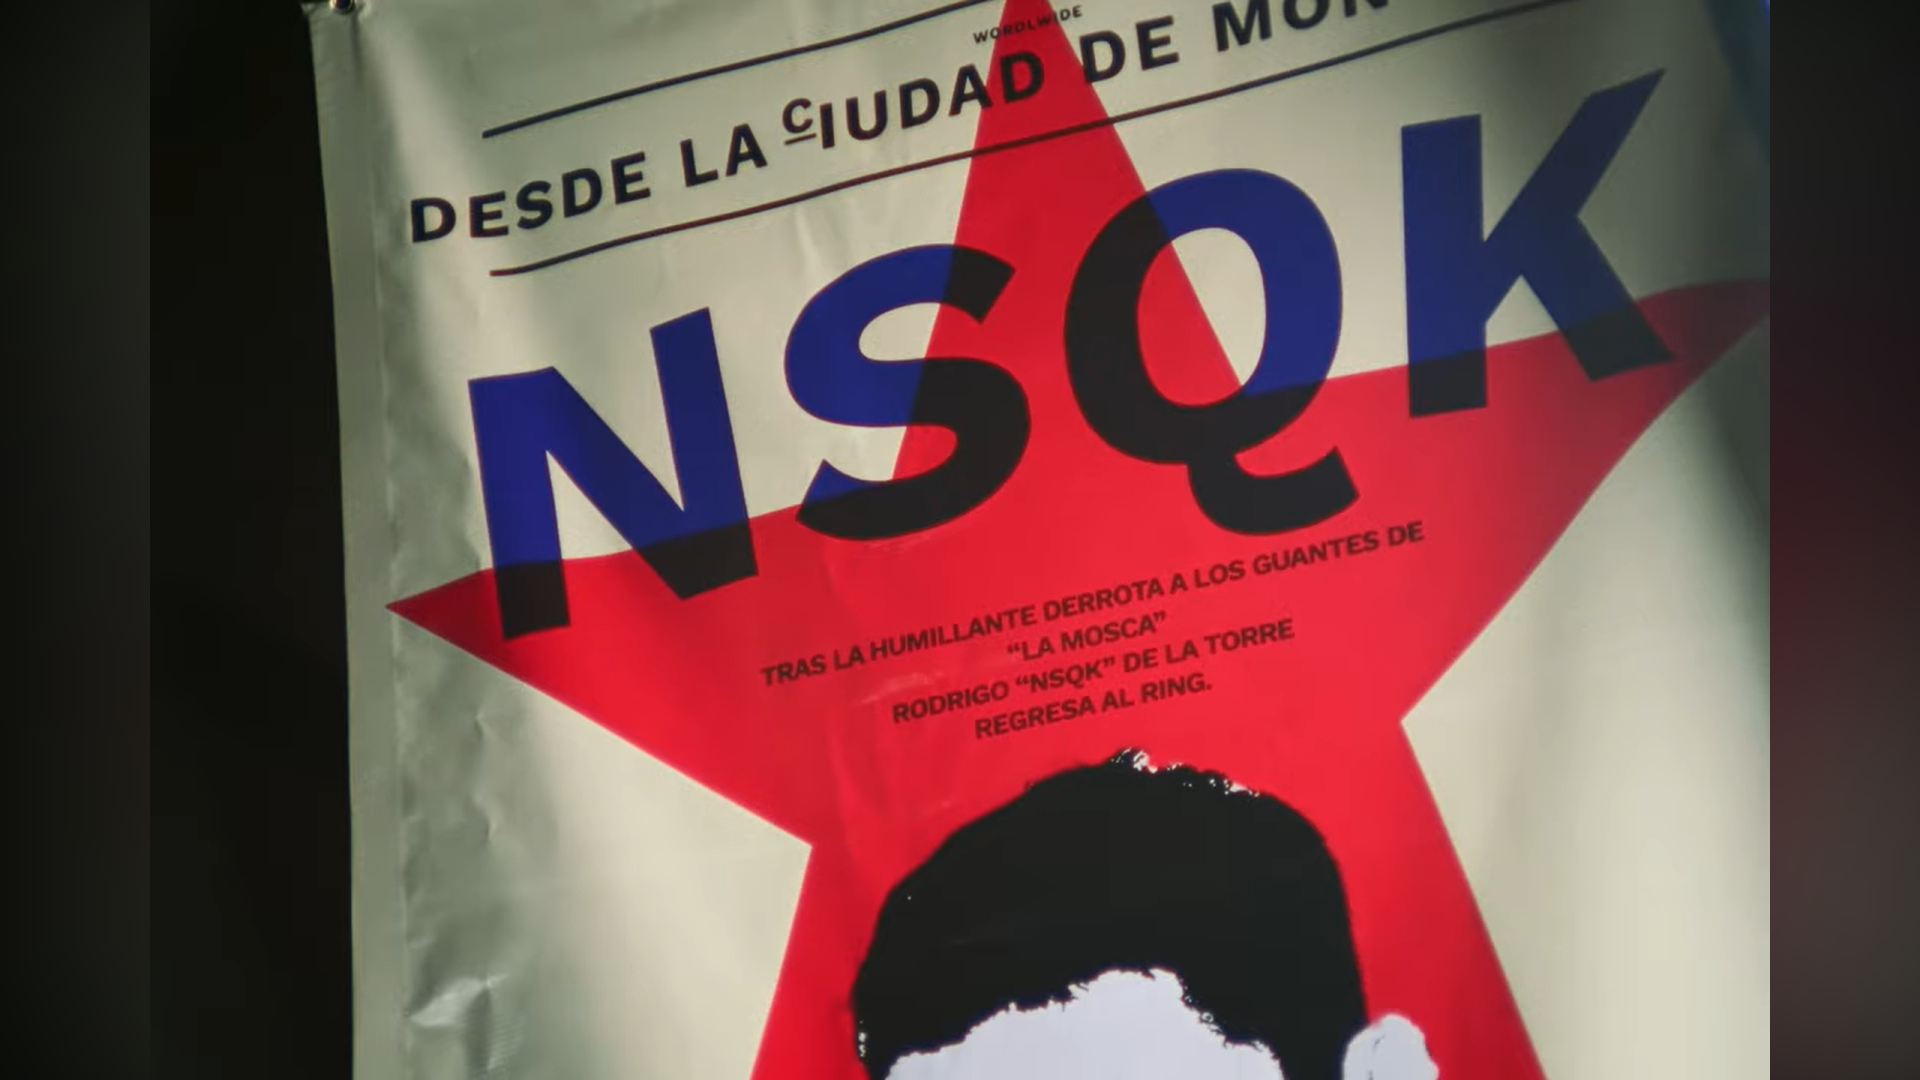 WORDLWIDE
DESDE LA CIUDAD DE MON
NSQK
TRAS LA HUMILLANTE DERROTA A LOS GUANTES DE
“LA MOSCA”
RODRIGO “NSQK” DE LA TORRE
REGRESA AL RING.